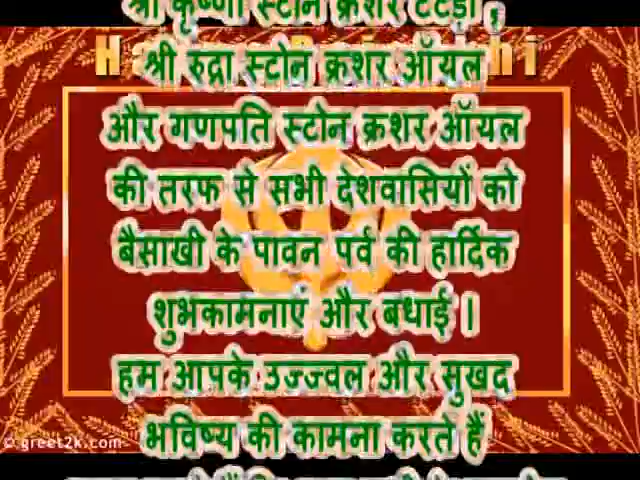 श्री कृष्णा स्टोन क्रशर
श्री रुद्रा स्टोन क्रशर ऑयल
और गणपति स्टोन क्रशर ऑयल
की तरफ से सभी देशवासियों को
बैसाखी के पावन पर्व की हार्दिक
शुभकामनाएं और बधाई ।
हम आपके उज्ज्वल और सुखद
भविष्य की कामना करते हैं
© greet2k.com